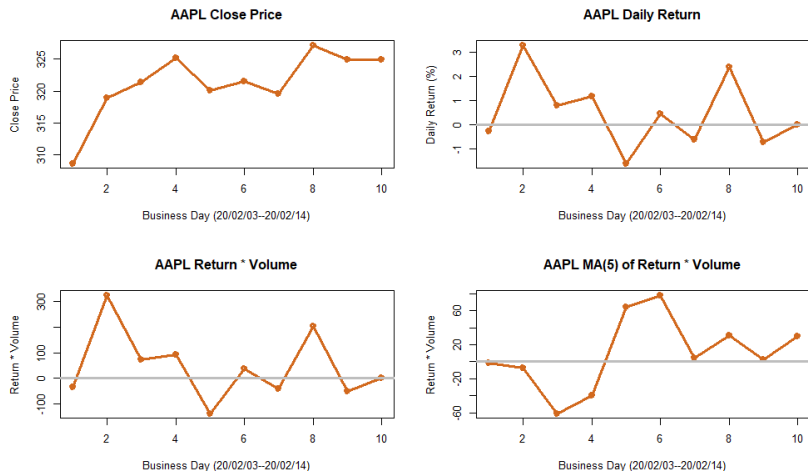 AAPL Close Price
Close Price
325
320
315
310
2 4 6 8 10
Business Day (20/02/03--20/02/14)
AAPL Daily Return
Daily Return (%)
3
2
1
0
-1
2 4 6 8 10
Business Day (20/02/03--20/02/14)
AAPL Return * Volume
Return * Volume
300
100
0
-100
2 4 6 8 10
Business Day (20/02/03--20/02/14)
AAPL MA(5) of Return * Volume
Return * Volume
60
20
-20
-60
2 4 6 8 10
Business Day (20/02/03--20/02/14)